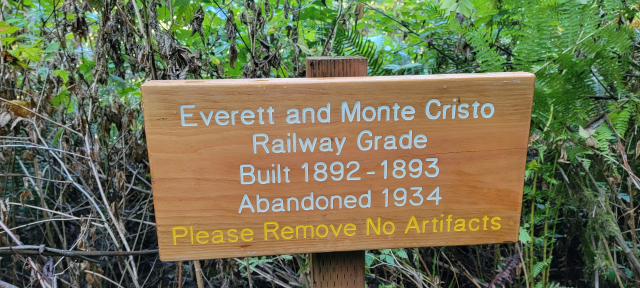 Everett and Monte Cristo
Railway Grade
Built 1892-1893
Abandoned 1934
Please Remove No Artifacts